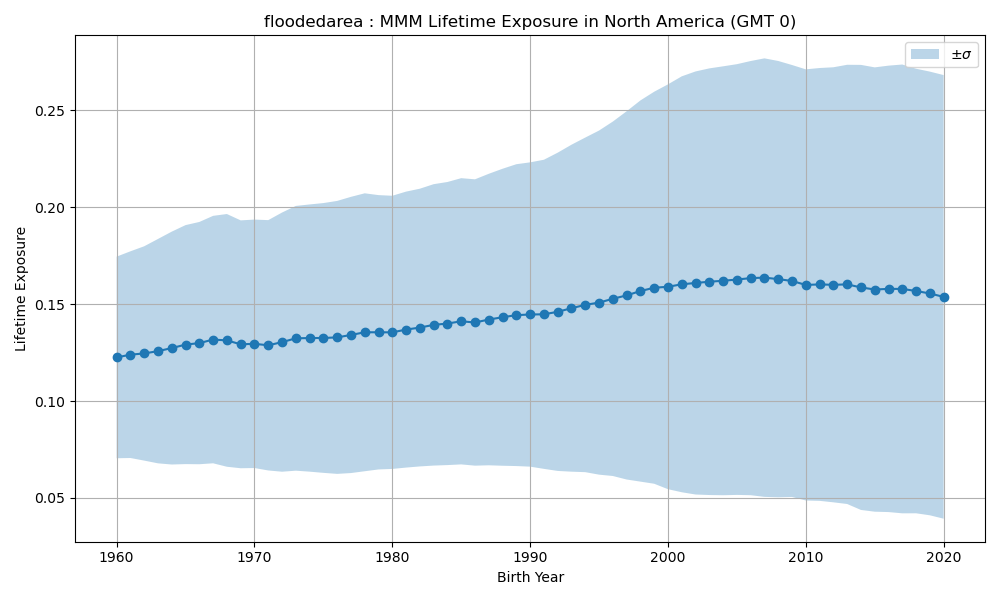 floodedarea : MMM Lifetime Exposure in North America (GMT 0)
±σ
Lifetime Exposure
0.25
0.20
0.15
0.10
0.05
1960 1970 1980 1990 2000 2010 2020
Birth Year